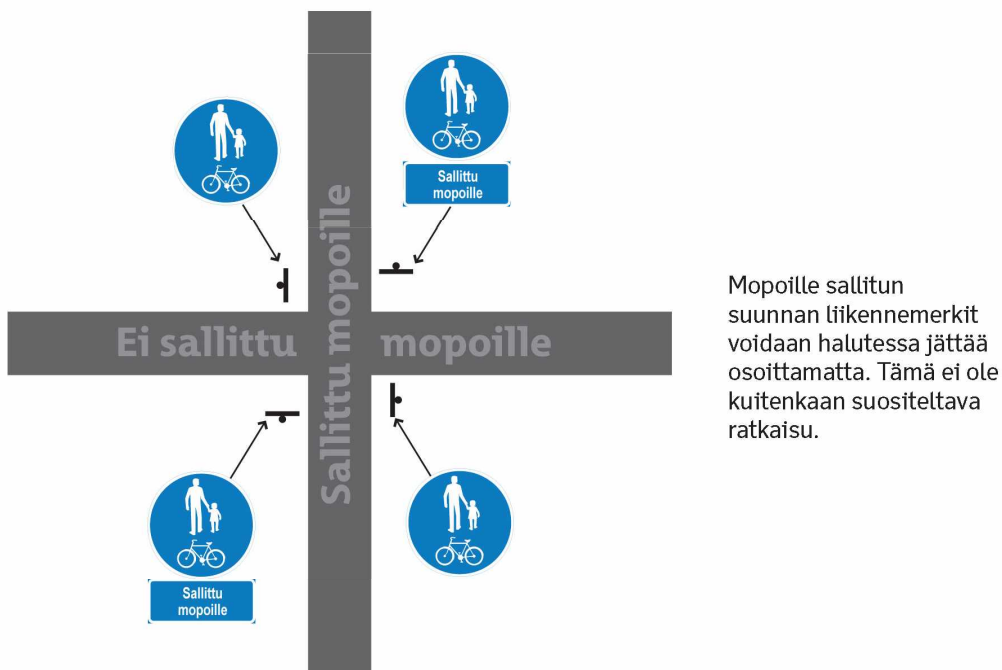 Sallittu
mopoille
Sallittu mopoille
Ei sallittu mopoille
Mopoille sallitun
suunnan liikennemerkit
voidaan halutessa jättää
osoittamatta. Tämä ei ole
kuitenkaan suositeltava
ratkaisu.
Sallittu
mopoille